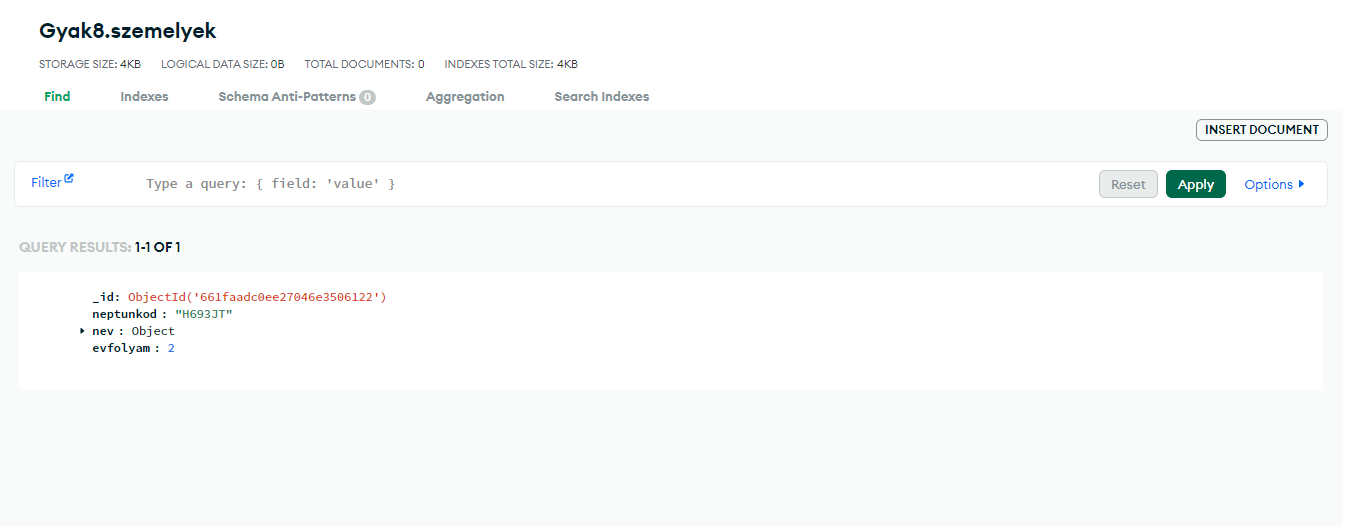 Gyak8.szemelyek
STORAGE SIZE: 4KB LOGICAL DATA SIZE: 0B TOTAL DOCUMENTS: 0 INDEXES TOTAL SIZE: 4KB
Find Indexes Schema Anti-Patterns 0 Aggregation Search Indexes
INSERT DOCUMENT
Filter Type a query: { field: 'value' } Reset Apply Options
QUERY RESULTS: 1-1 OF 1
_id: ObjectId('661faadc0ee27046e3506122')
neptunkod : "H693JT"
nev : Object
evfolyam : 2